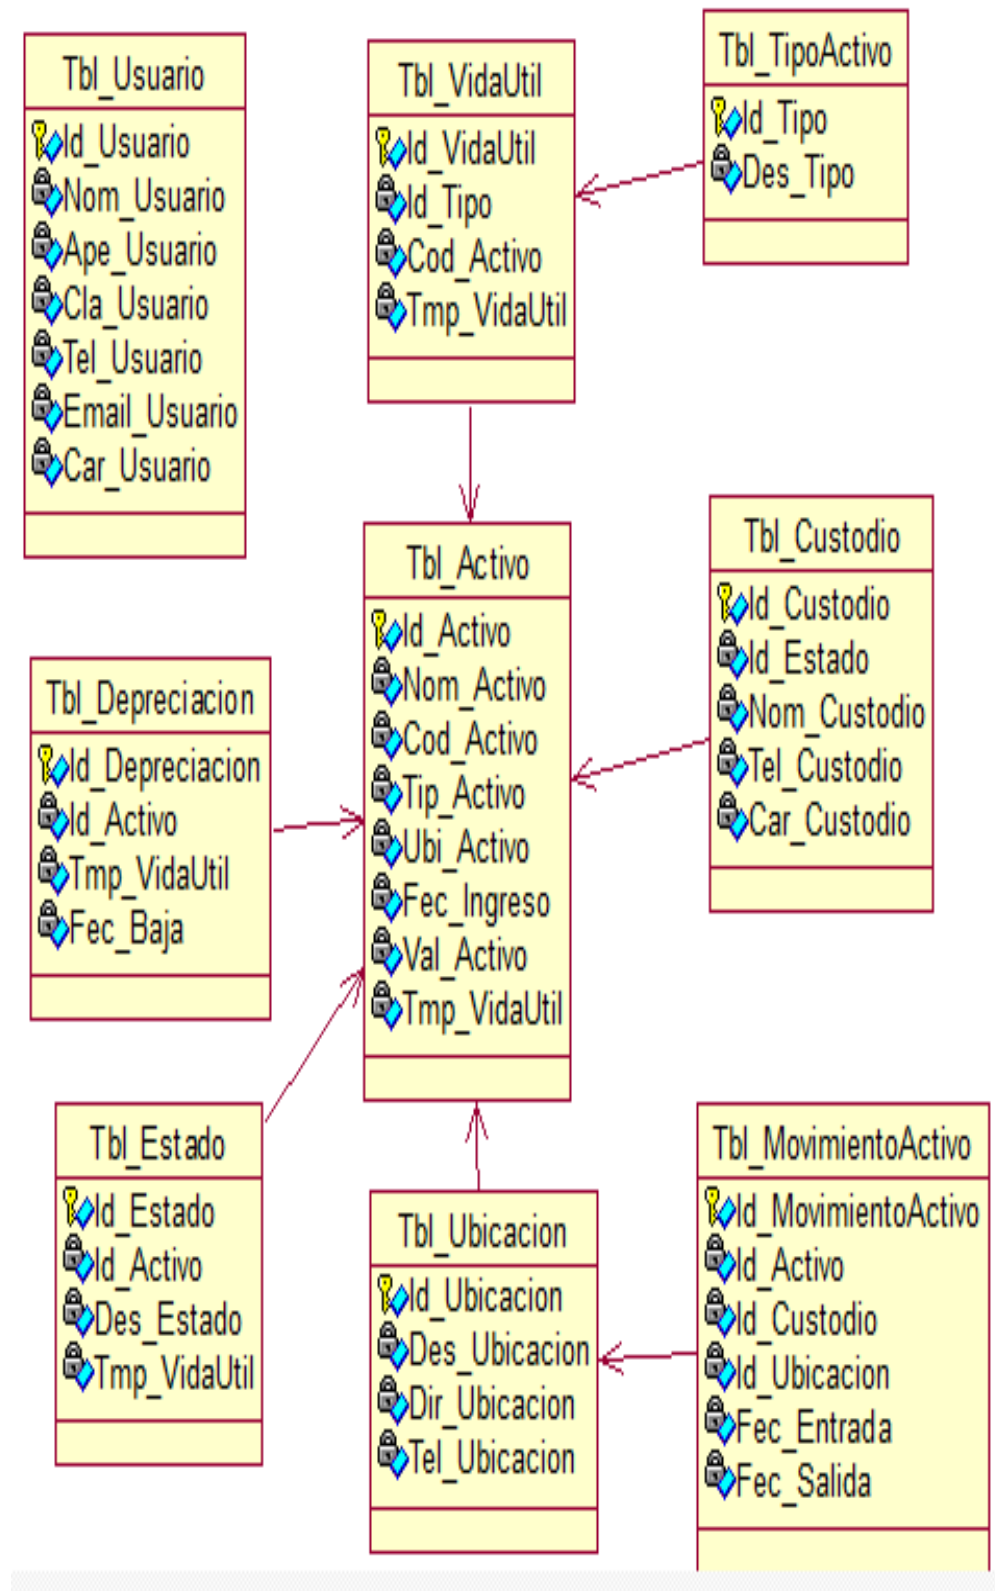 Tbl_Usuario
Id_Usuario
Nom_Usuario
Ape_Usuario
Cla_Usuario
Tel_Usuario
Email_Usuario
Car_Usuario
Tbl_VidaUtil
Id_VidaUtil
Id_Tipo
Cod_Activo
Tmp_VidaUtil
Tbl_TipoActivo
Id_Tipo
Des_Tipo
Tbl_Activo
Id_Activo
Nom_Activo
Cod_Activo
Tip_Activo
Ubi_Activo
Fec_Ingreso
Val_Activo
Tmp_VidaUtil
Tbl_Custodio
Id_Custodio
Id_Estado
Nom_Custodio
Tel_Custodio
Car_Custodio
Tbl_Depreciacion
Id_Depreciacion
Id_Activo
Tmp_VidaUtil
Fec_Baja
Tbl_Estado
Id_Estado
Id_Activo
Des_Estado
Tmp_VidaUtil
Tbl_Ubicacion
Id_Ubicacion
Des_Ubicacion
Dir_Ubicacion
Tel_Ubicacion
Tbl_MovimientoActivo
Id_MovimientoActivo
Id_Activo
Id_Custodio
Id_Ubicacion
Fec_Entrada
Fec_Salida